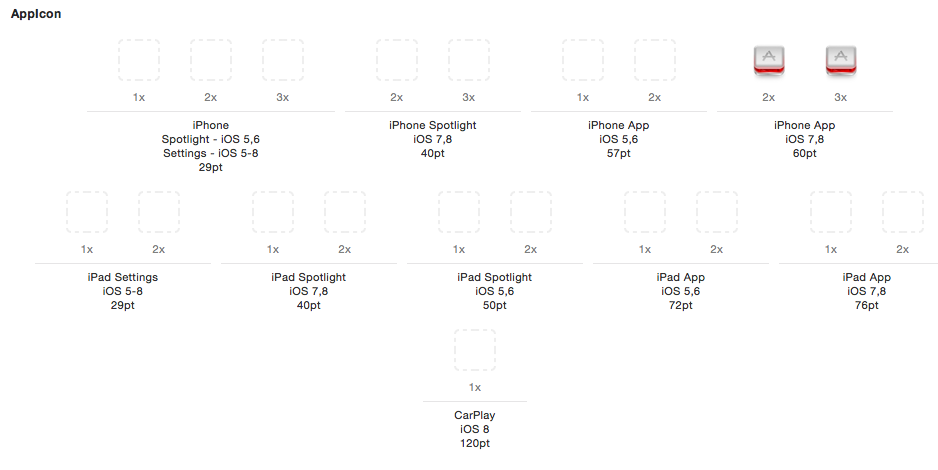 AppIcon
1x 2x 3x 2x 3x 1x 2x 2x 3x
iPhone
Spotlight - iOS 5,6
Settings - iOS 5-8
29pt
iPhone Spotlight
iOS 7,8
40pt
iPhone App
iOS 5,6
57pt
iPhone App
iOS 7,8
60pt
1x 2x 1x 2x 1x 2x 1x 2x 1x 2x
iPad Settings
iOS 5-8
29pt
iPad Spotlight
iOS 7,8
40pt
iPad Spotlight
iOS 5,6
50pt
iPad App
iOS 5,6
72pt
iPad App
iOS 7,8
76pt
1x
CarPlay
iOS 8
120pt